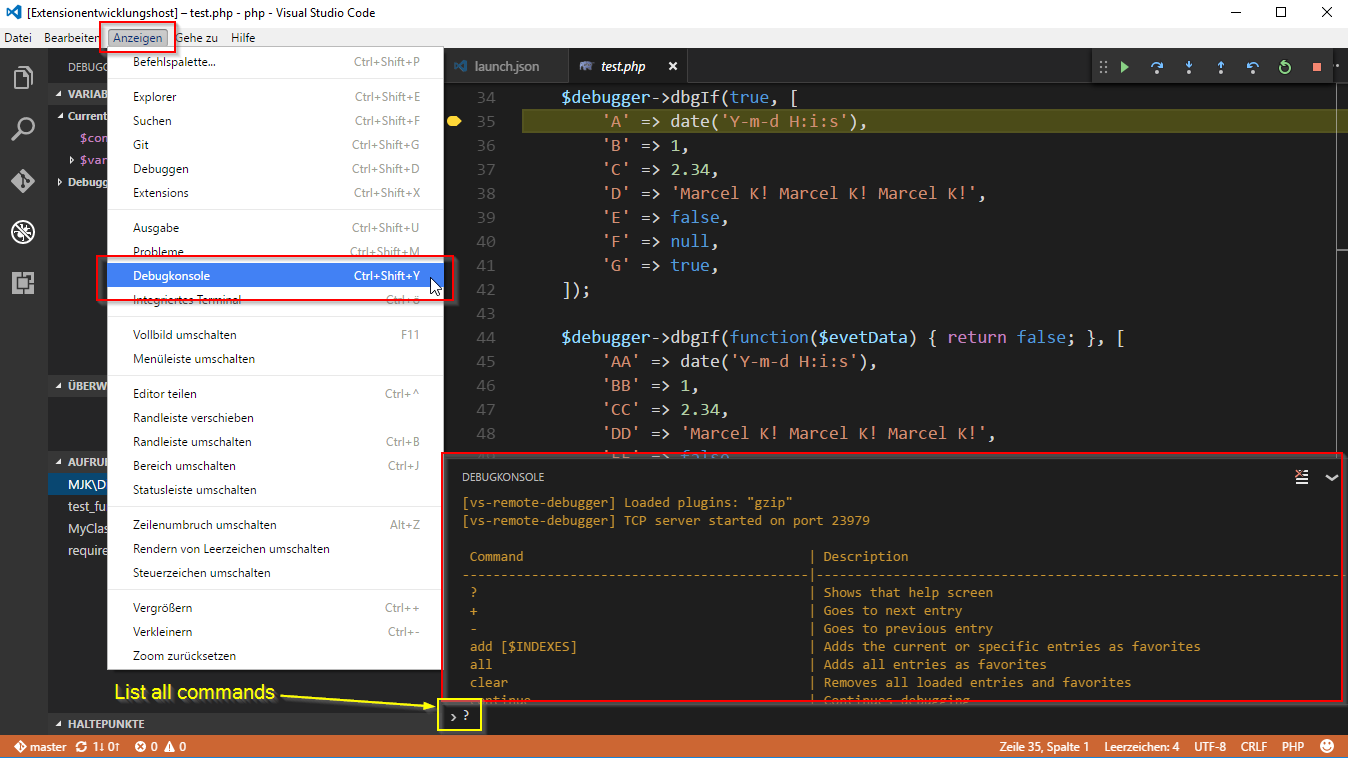 [Extensionentwicklungshost] – test.php - php - Visual Studio Code
Datei Bearbeiten Anzeigen Gehe zu Hilfe
DEBUGG
VARIAB
Current
$con
$var
Debugg
ÜBERW
AUFRUF
MJK\D
test_fu
MyClas
require
HALTEPUNKTE
Befehlspalette... Ctrl+Shift+P
Explorer Ctrl+Shift+E
Suchen Ctrl+Shift+F
Git Ctrl+Shift+G
Debuggen Ctrl+Shift+D
Extensions Ctrl+Shift+X
Ausgabe Ctrl+Shift+U
Probleme Ctrl+Shift+M
Debugkonsole Ctrl+Shift+Y
Integriertes Terminal Ctrl+ö
Vollbild umschalten F11
Menüleiste umschalten
Editor teilen Ctrl+^
Randleiste verschieben
Randleiste umschalten Ctrl+B
Bereich umschalten Ctrl+J
Statusleiste umschalten
Zeilenumbruch umschalten Alt+Z
Rendern von Leerzeichen umschalten
Steuerzeichen umschalten
Vergrößern Ctrl++
Verkleinern Ctrl+-
Zoom zurücksetzen
List all commands
launch.json test.php
34 $debugger->dbgIf(true, [
35 'A' => date('Y-m-d H:i:s'),
36 'B' => 1,
37 'C' => 2.34,
38 'D' => 'Marcel K! Marcel K! Marcel K!',
39 'E' => false,
40 'F' => null,
41 'G' => true,
42 ]);
43
44 $debugger->dbgIf(function($evetData) { return false; }, [
45 'AA' => date('Y-m-d H:i:s'),
46 'BB' => 1,
47 'CC' => 2.34,
48 'DD' => 'Marcel K! Marcel K! Marcel K!',
49 'EE' => false
DEBUGKONSOLE
[vs-remote-debugger] Loaded plugins: "gzip"
[vs-remote-debugger] TCP server started on port 23979
Command | Description
? | Shows that help screen
+ | Goes to next entry
- | Goes to previous entry
add [$INDEXES] | Adds the current or specific entries as favorites
all | Adds all entries as favorites
clear | Removes all loaded entries and favorites
continue | Continues debugging
› ?
master 1↓ 0↑ 0 0 Zeile 35, Spalte 1 Leerzeichen: 4 UTF-8 CRLF PHP